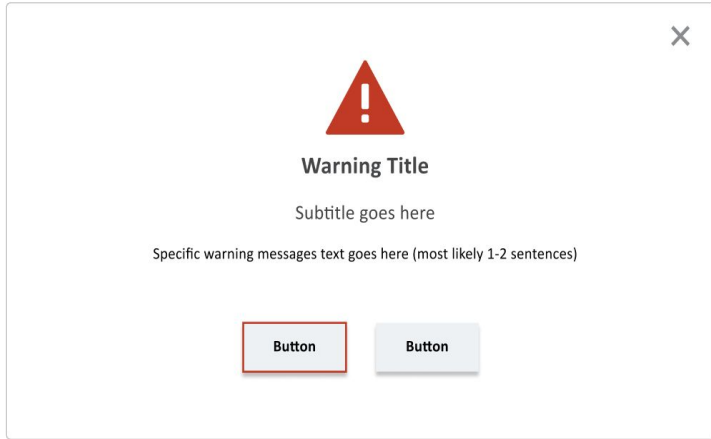 Warning Title
Subtitle goes here
Specific warning messages text goes here (most likely 1-2 sentences)
Button Button